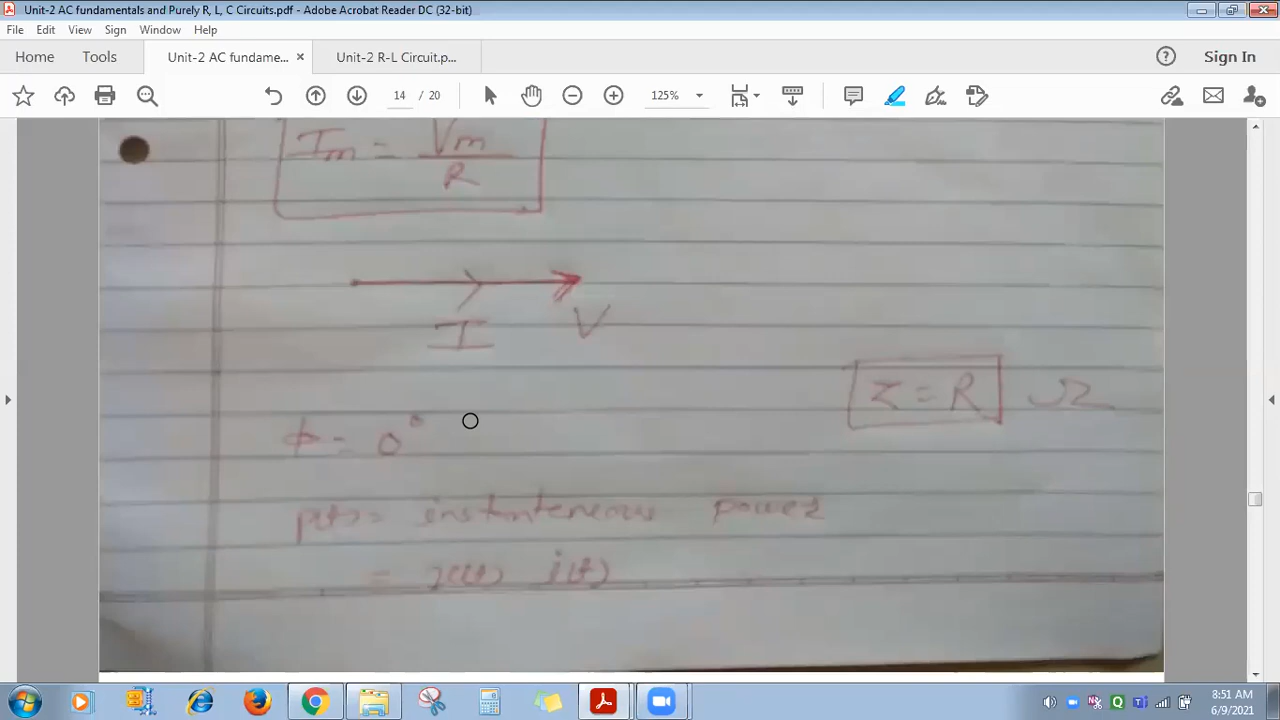 Unit-2 AC fundamentals and Purely R, L, C Circuits.pdf - Adobe Acrobat Reader DC (32-bit)
File Edit View Sign Window Help
Home Tools Unit-2 AC fundame... × Unit-2 R-L Circuit.p... Sign In
14 / 20 125%
Im = Vm / R
I V
Z = R Ω
φ = 0°
p(t) = instanteneous power
= v(t) i(t)
8:51 AM
6/9/2021